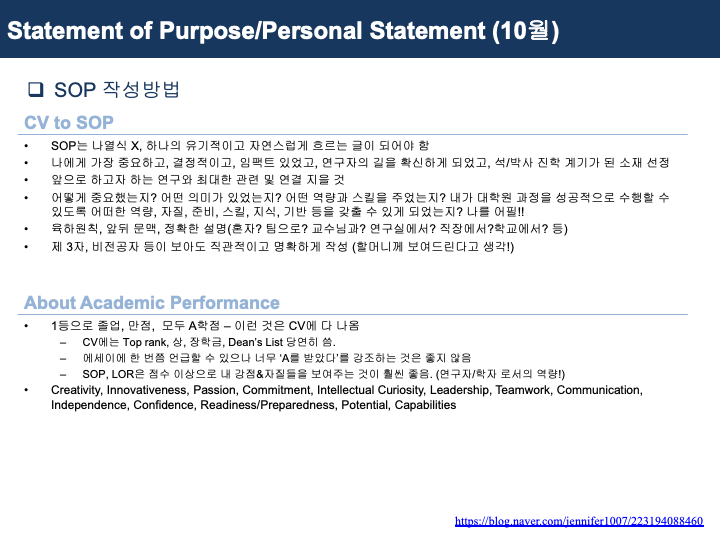 Statement of Purpose/Personal Statement (10월)
❑ SOP 작성방법
CV to SOP
• SOP는 나열식 X, 하나의 유기적이고 자연스럽게 흐르는 글이 되어야 함
• 나에게 가장 중요하고, 결정적이고, 임팩트 있었고, 연구자의 길을 확신하게 되었고, 석/박사 진학 계기가 된 소재 선정
• 앞으로 하고자 하는 연구와 최대한 관련 및 연결 지을 것
• 어떻게 중요했는지? 어떤 의미가 있었는지? 어떤 역량과 스킬을 주었는지? 내가 대학원 과정을 성공적으로 수행할 수
있도록 어떠한 역량, 자질, 준비, 스킬, 지식, 기반 등을 갖출 수 있게 되었는지? 나를 어필!!
• 육하원칙, 앞뒤 문맥, 정확한 설명(혼자? 팀으로? 교수님과? 연구실에서? 직장에서?학교에서? 등)
• 제 3자, 비전공자 등이 보아도 직관적이고 명확하게 작성 (할머니께 보여드린다고 생각!)
About Academic Performance
• 1등으로 졸업, 만점, 모두 A학점 – 이런 것은 CV에 다 나옴
– CV에는 Top rank, 상, 장학금, Dean’s List 당연히 씀.
– 에세이에 한 번쯤 언급할 수 있으나 너무 ‘A를 받았다’를 강조하는 것은 좋지 않음
– SOP, LOR은 점수 이상으로 내 강점&자질들을 보여주는 것이 훨씬 좋음. (연구자/학자 로서의 역량!)
• Creativity, Innovativeness, Passion, Commitment, Intellectual Curiosity, Leadership, Teamwork, Communication,
Independence, Confidence, Readiness/Preparedness, Potential, Capabilities
https://blog.naver.com/jennifer1007/223194088460